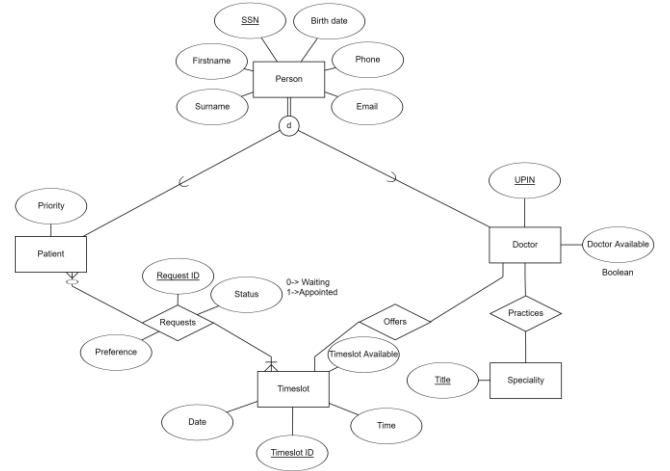 SSN
Birth date
Firstname
Phone
Person
Surname
Email
d
UPIN
Priority
Patient
Doctor
Doctor Available
Boolean
Request ID
Status
0-> Waiting
1->Appointed
Requests
Offers
Practices
Preference
Timeslot Available
Timeslot
Title
Speciality
Date
Time
Timeslot ID